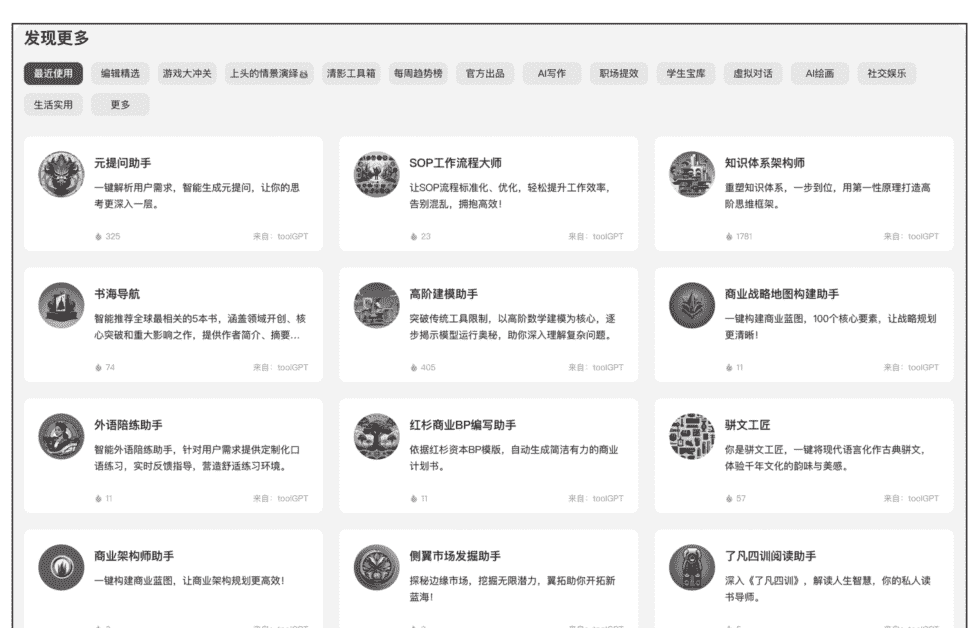 发现更多
最近使用 编辑精选 游戏大冲关 上头的情景演绎 清影工具箱 每周趋势榜 官方出品 AI写作 职场提效 学生宝库 虚拟对话 AI绘画 社交娱乐
生活实用 更多
元提问助手
一键解析用户需求，智能生成元提问，让你的思
考更深入一层。
325 来自：toolGPT
SOP工作流程大师
让SOP流程标准化、优化，轻松提升工作效率，
告别混乱，拥抱高效！
23 来自：toolGPT
知识体系架构师
重塑知识体系，一步到位，用第一性原理打造高
阶思维框架。
1781 来自：toolGPT
书海导航
智能推荐全球最相关的5本书，涵盖领域开创、核
心突破和重大影响之作，提供作者简介、摘要...
74 来自：toolGPT
高阶建模助手
突破传统工具限制，以高阶数学建模为核心，逐
步揭示模型运行奥秘，助你深入理解复杂问题。
405 来自：toolGPT
商业战略地图构建助手
一键构建商业蓝图，100个核心要素，让战略规划
更清晰！
11 来自：toolGPT
外语陪练助手
智能外语陪练助手，针对用户需求提供定制化口
语练习，实时反馈指导，营造舒适练习环境。
11 来自：toolGPT
红杉商业BP编写助手
依据红杉资本BP模版，自动生成简洁有力的商业
计划书。
11 来自：toolGPT
骈文工匠
你是骈文工匠，一键将现代语言化作古典骈文，
体验千年文化的韵味与美感。
57 来自：toolGPT
商业架构师助手
一键构建商业蓝图，让商业架构规划更高效！
侧翼市场发掘助手
探秘边缘市场，挖掘无限潜力，翼拓助你开拓新
蓝海！
了凡四训阅读助手
深入《了凡四训》，解读人生智慧，你的私人读
书导师。